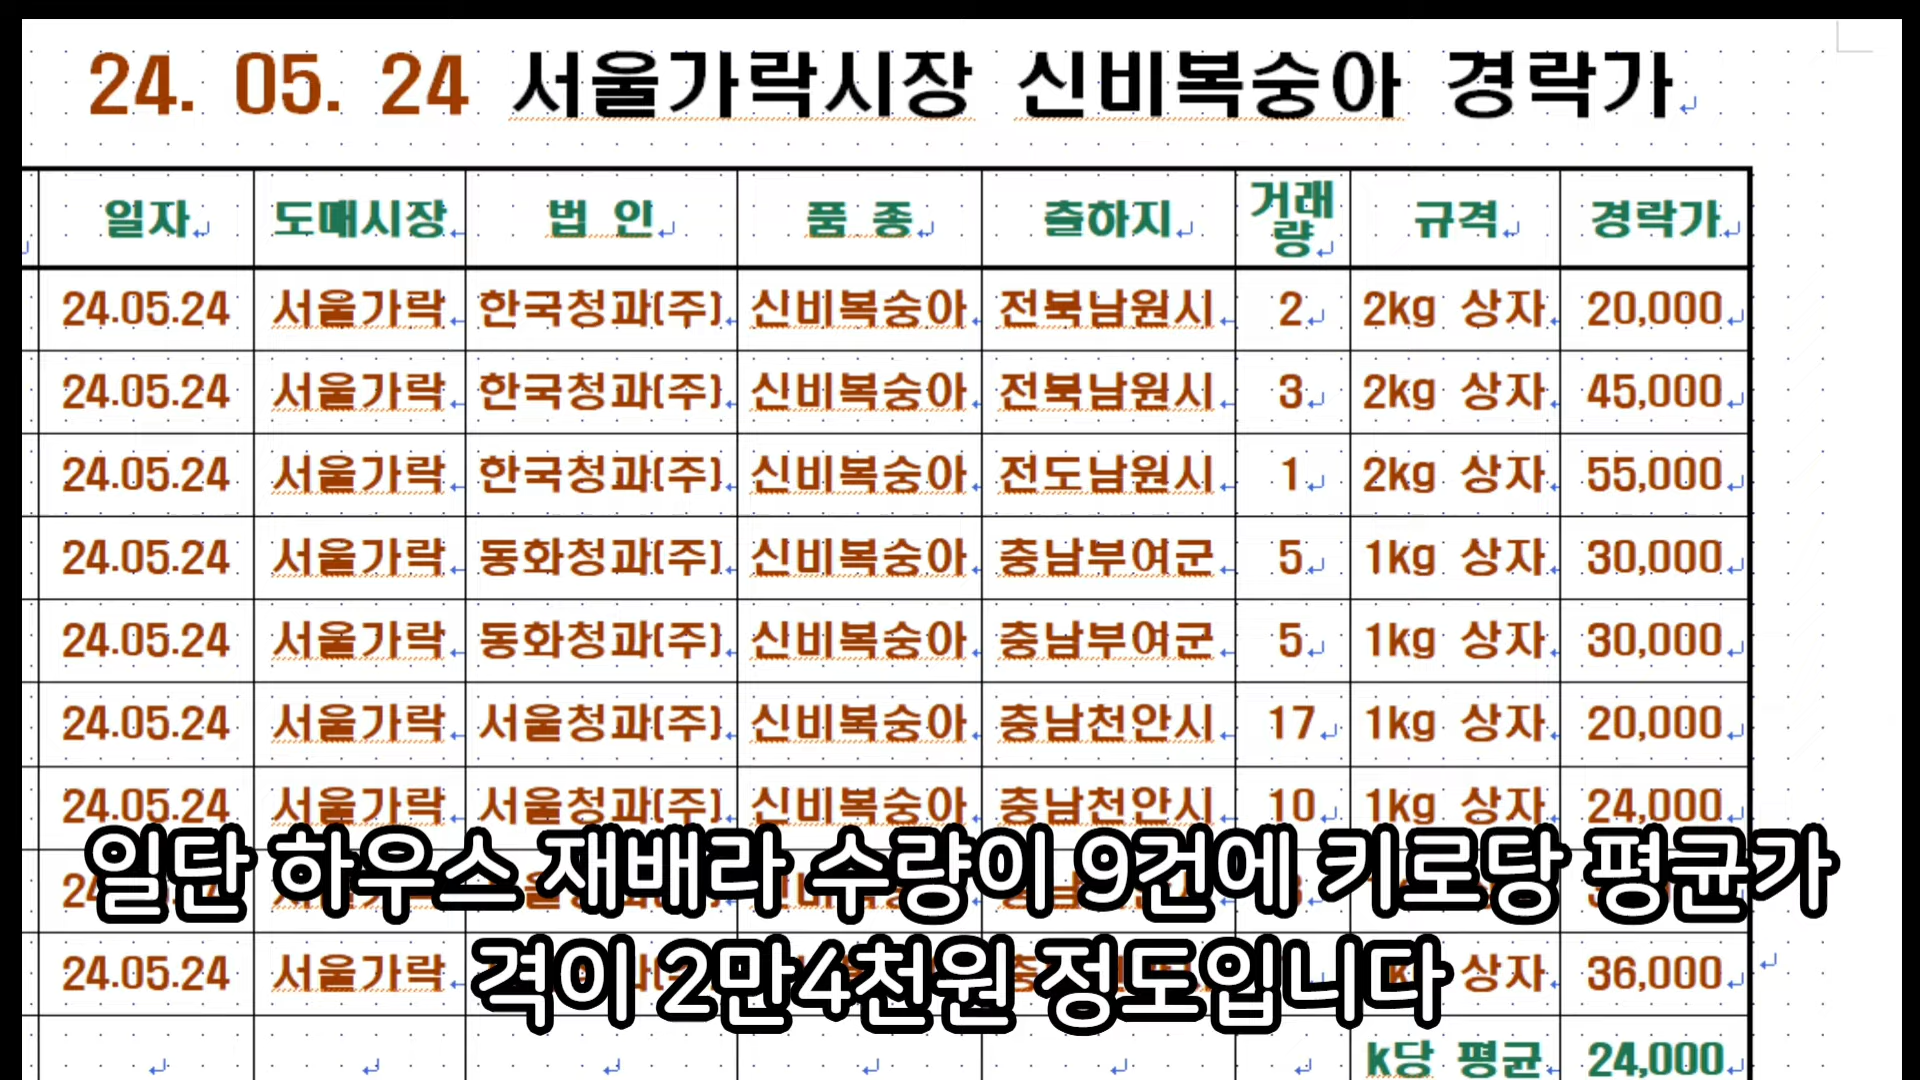 24. 05. 24 서울가락시장 신비복숭아 경락가
일자 도매시장 법 인 품 종 출하지 거래량 규격 경락가
24.05.24 서울가락 한국청과(주) 신비복숭아 전북남원시 2 2kg 상자 20,000
24.05.24 서울가락 한국청과(주) 신비복숭아 전북남원시 3 2kg 상자 45,000
24.05.24 서울가락 한국청과(주) 신비복숭아 전도남원시 1 2kg 상자 55,000
24.05.24 서울가락 동화청과(주) 신비복숭아 충남부여군 5 1kg 상자 30,000
24.05.24 서울가락 동화청과(주) 신비복숭아 충남부여군 5 1kg 상자 30,000
24.05.24 서울가락 서울청과(주) 신비복숭아 충남천안시 17 1kg 상자 20,000
24.05.24 서울가락 서울청과(주) 신비복숭아 충남천안시 10 1kg 상자 24,000
일단 하우스 재배라 수량이 9건에 키로당 평균가
격이 2만4천원 정도입니다
24.05.24 서울가락 상자 36,000
k당 평균 24,000